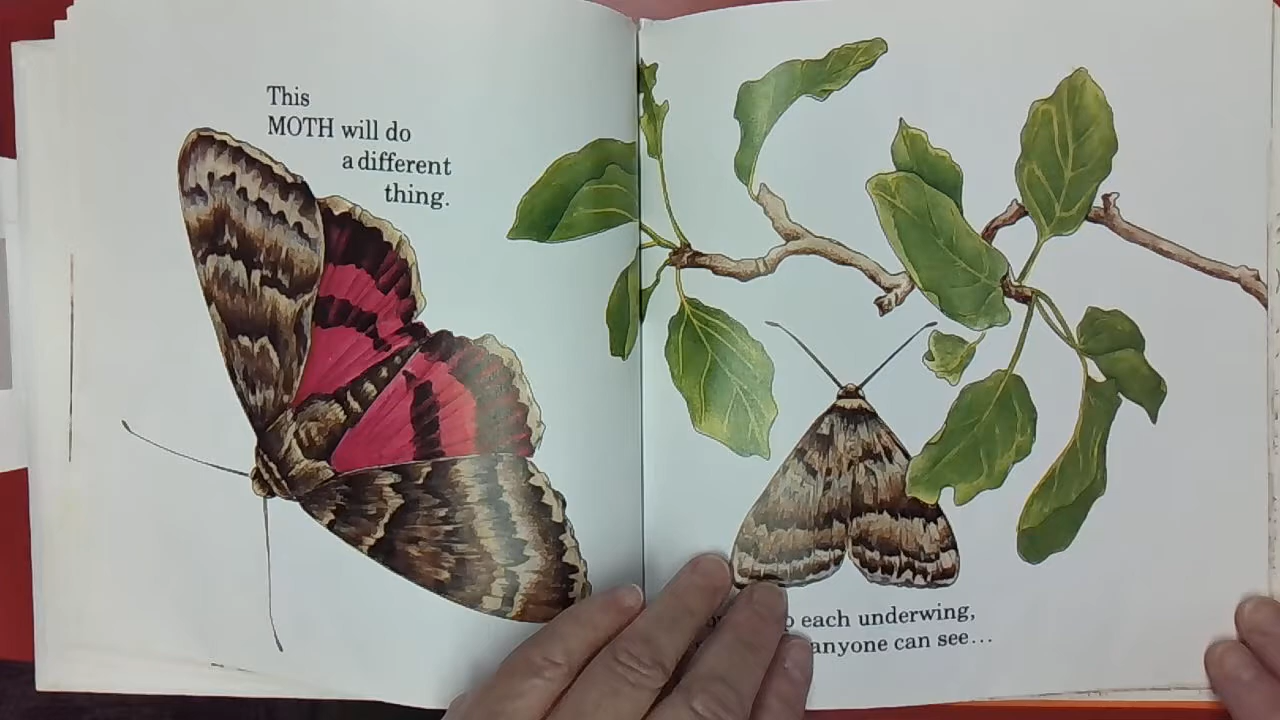 This
MOTH will do
a different
thing.
each underwing,
anyone can see...